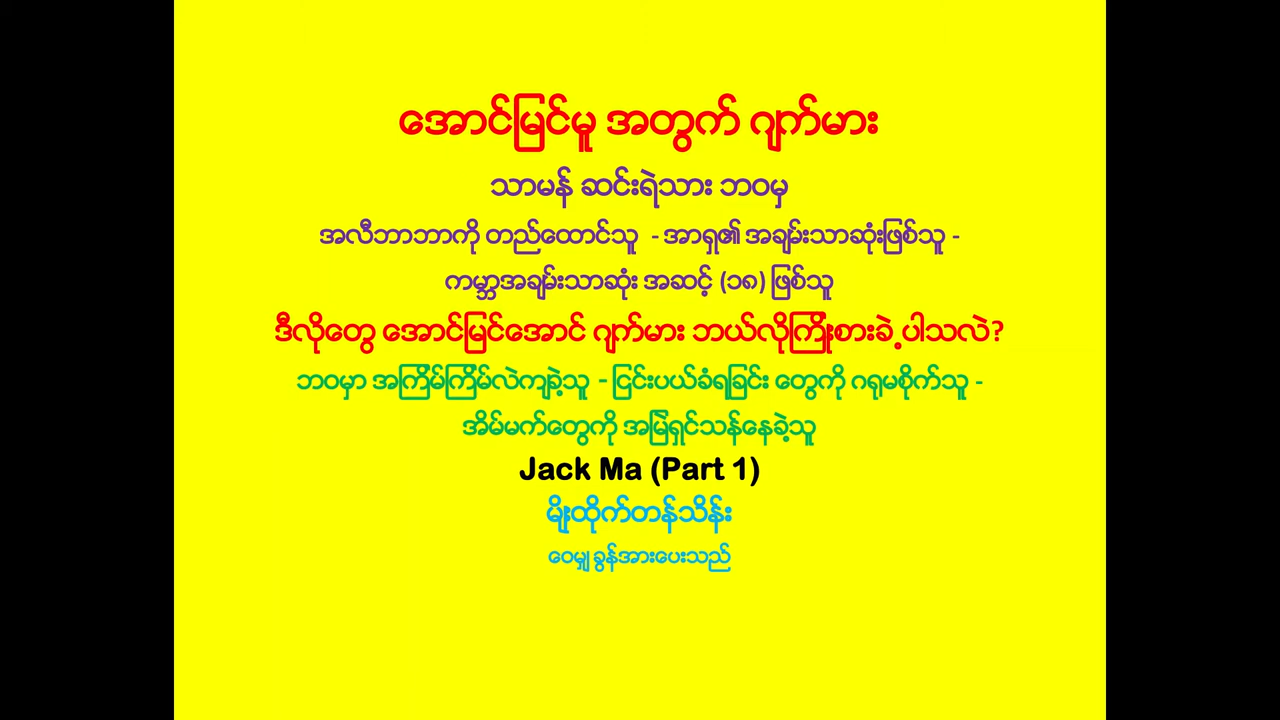 အောင်မြင်မူ အတွက် ဂျက်မား
သာမန် ဆင်းရဲသား ဘဝမှ
အလီဘာဘာကို တည်ထောင်သူ - အာရှ၏ အချမ်းသာဆုံးဖြစ်သူ -
ကမ္ဘာ့အချမ်းသာဆုံး အဆင့် (၁၈) ဖြစ်သူ
ဒီလိုတွေ အောင်မြင်အောင် ဂျက်မား ဘယ်လိုကြိုးစားခဲ့ ပါသလဲ?
ဘဝမှာ အကြိမ်ကြိမ်လဲကျခဲ့သူ - ငြင်းပယ်ခံရခြင်း တွေကို ဂရုမစိုက်သူ -
အိမ်မက်တွေကို အမြဲရှင်သန်နေခဲ့သူ
Jack Ma (Part 1)
မျိုးထိုက်တန်သိန်း
ဝေမျှ ခွန်အားပေးသည်